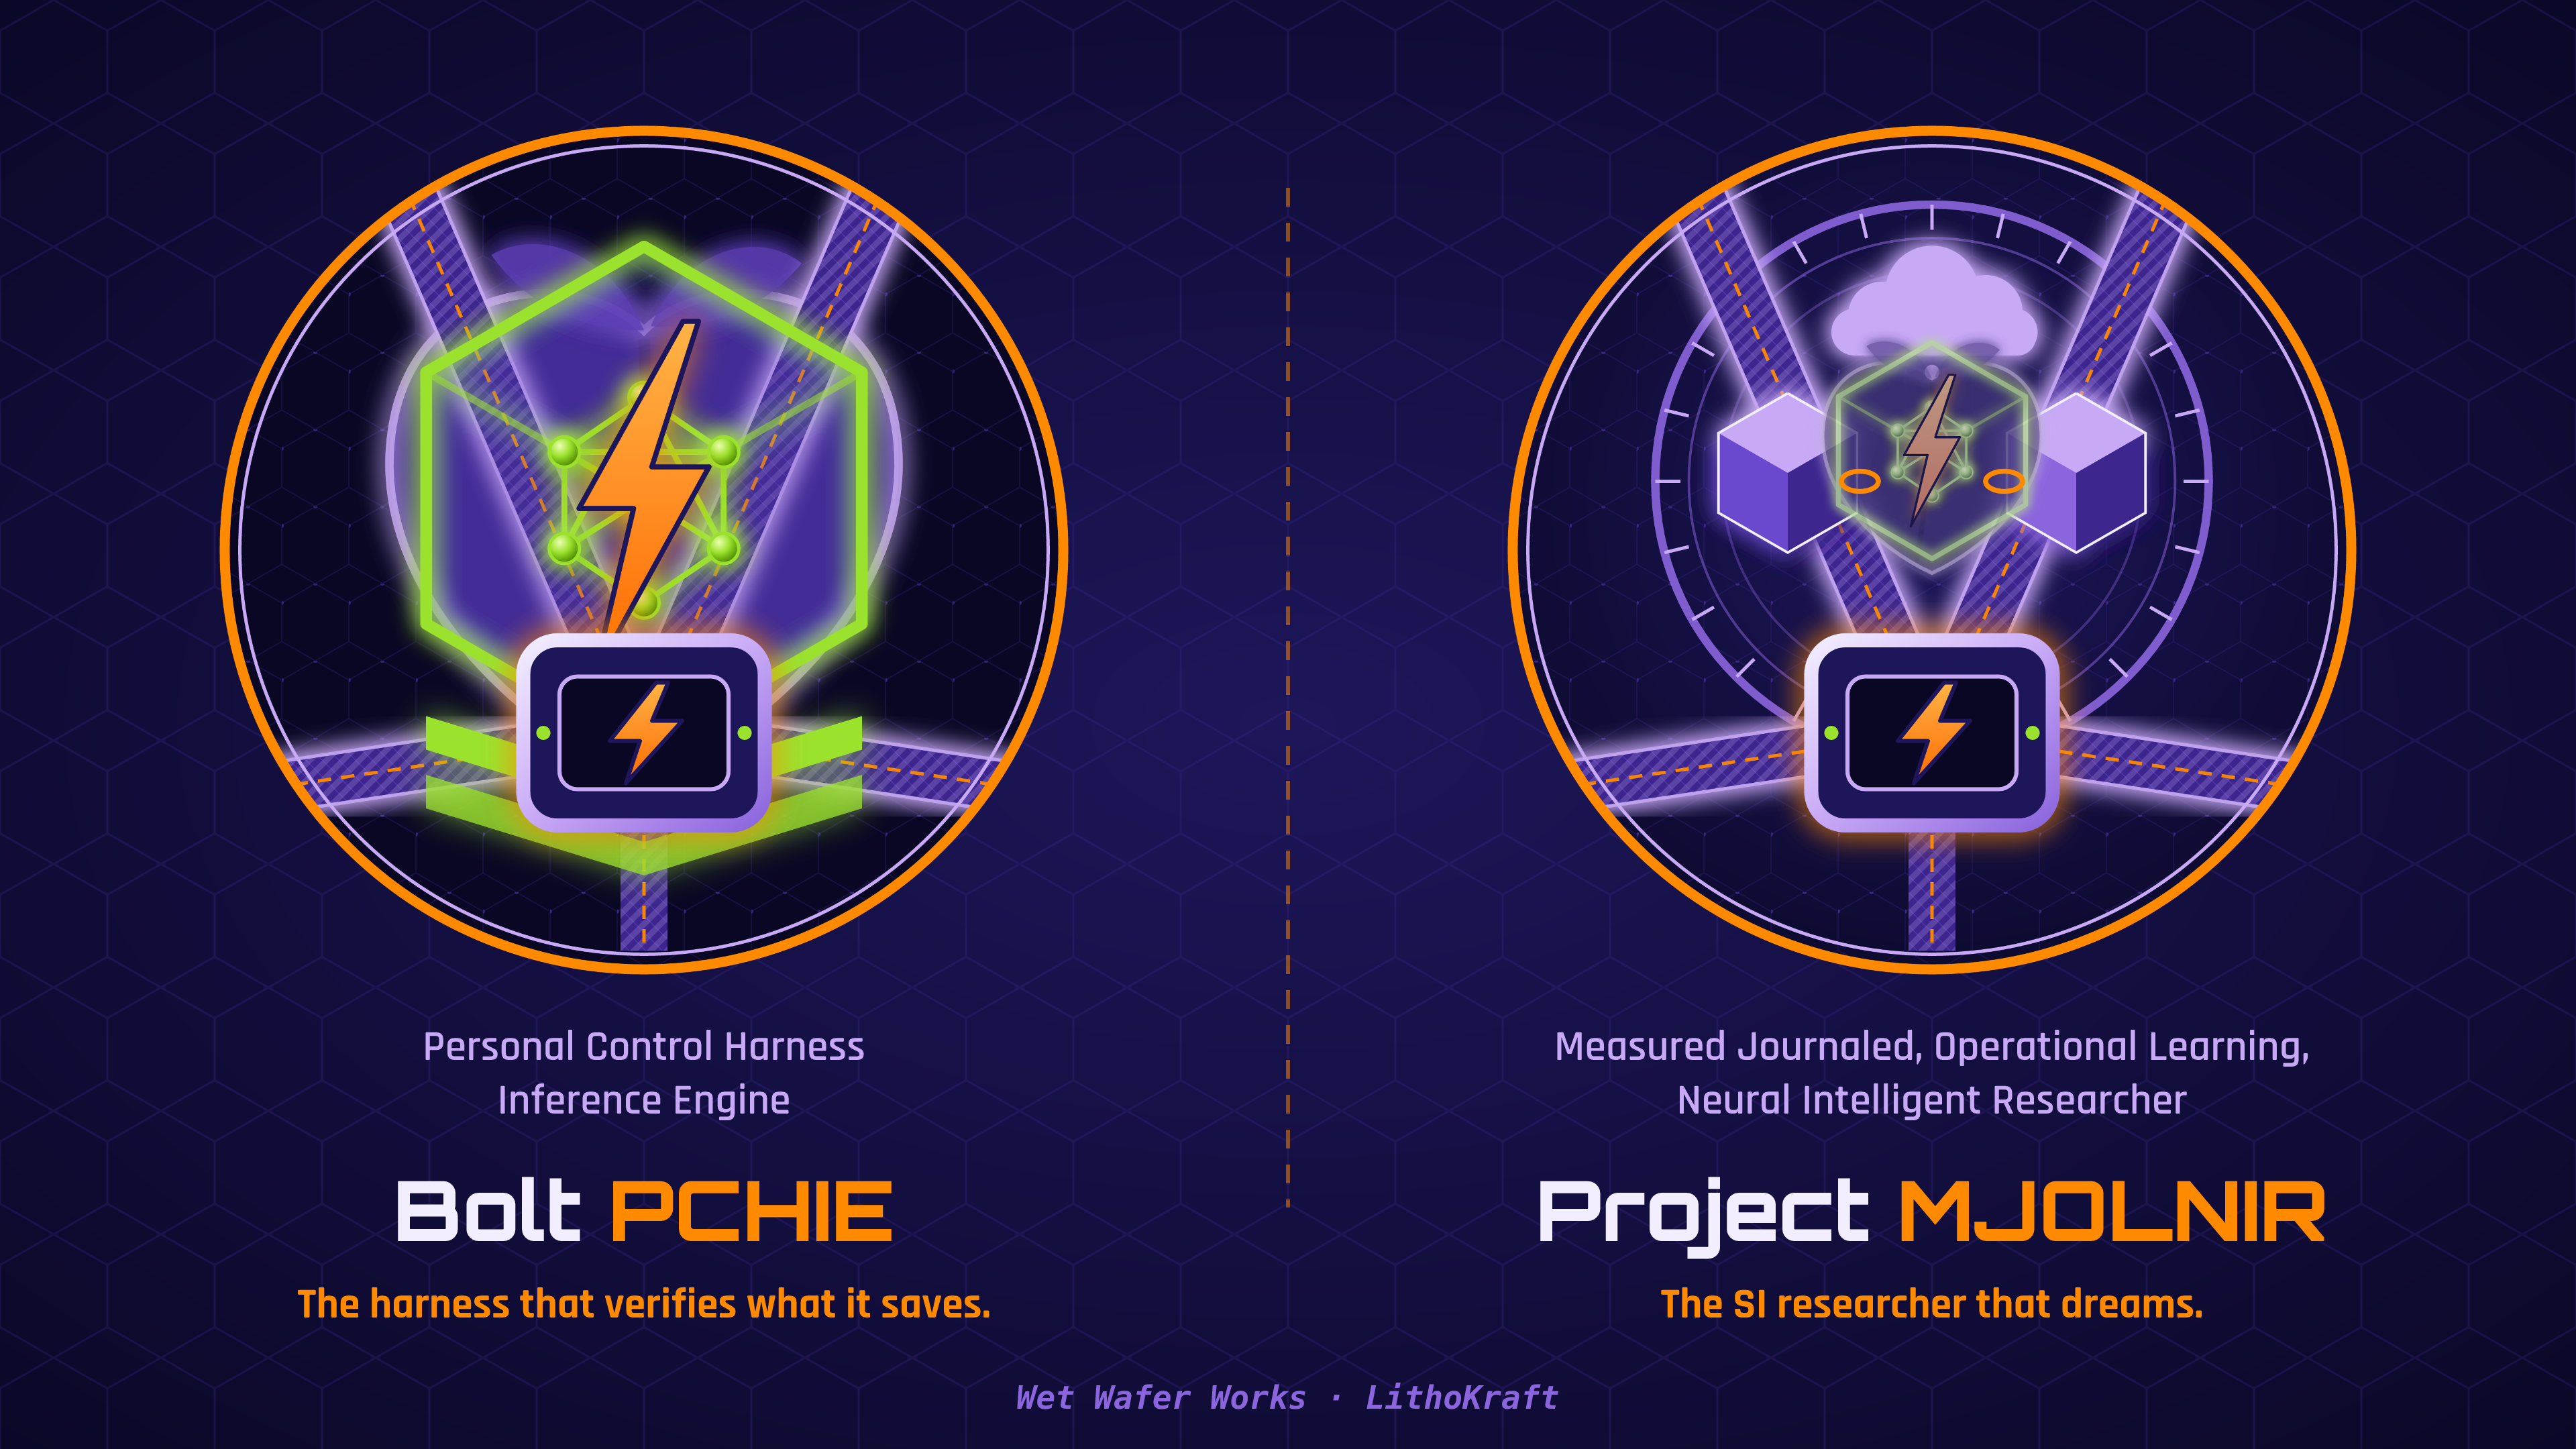 Personal Control Harness
Inference Engine
Bolt PCHIE
The harness that verifies what it saves.
Measured Journaled, Operational Learning,
Neural Intelligent Researcher
Project MJOLNIR
The SI researcher that dreams.
Wet Wafer Works · LithoKraft